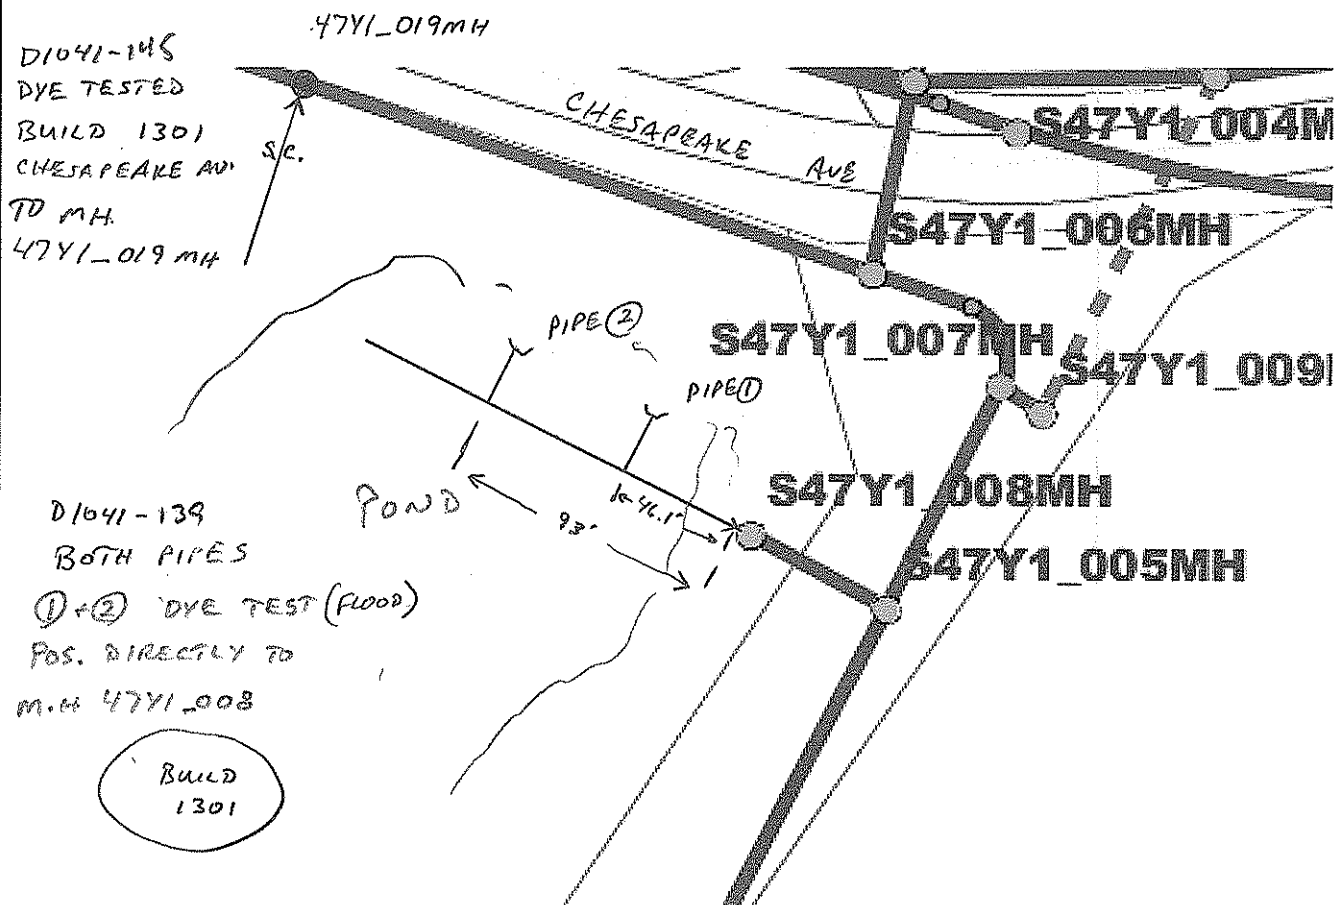 47Y1_019MH
D1041-145
DYE TESTED
BUILD 1301
CHESAPEAKE AV.
TO MH.
47Y1_019 MH
S.C.
CHESAPEAKE AVE
S47Y1_004M
S47Y1_006MH
S47Y1_007MH
S47Y1_009
PIPE ②
PIPE ①
S47Y1_008MH
S47Y1_005MH
POND
46.1'
93'
D1041-139
BOTH PIPES
①+② DYE TEST (FLOOD)
POS. DIRECTLY TO
M.H 47Y1_008
BUILD
1301